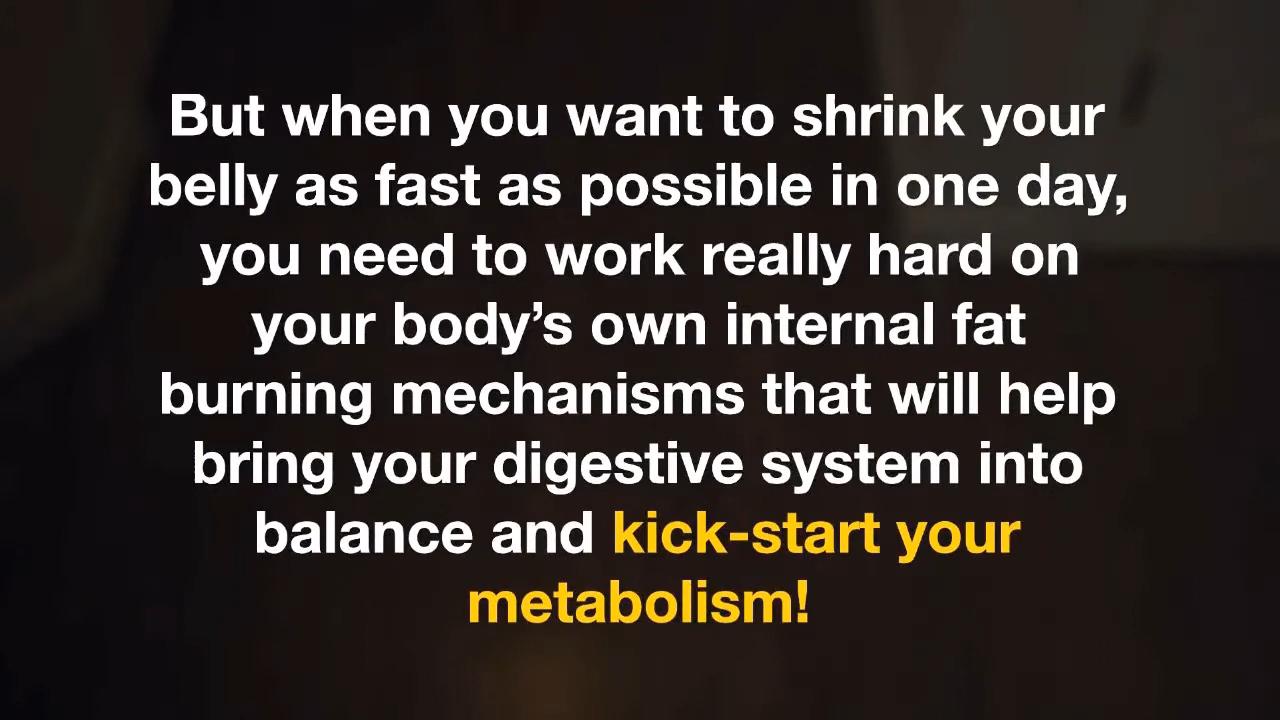 But when you want to shrink your
belly as fast as possible in one day,
you need to work really hard on
your body’s own internal fat
burning mechanisms that will help
bring your digestive system into
balance and kick-start your
metabolism!